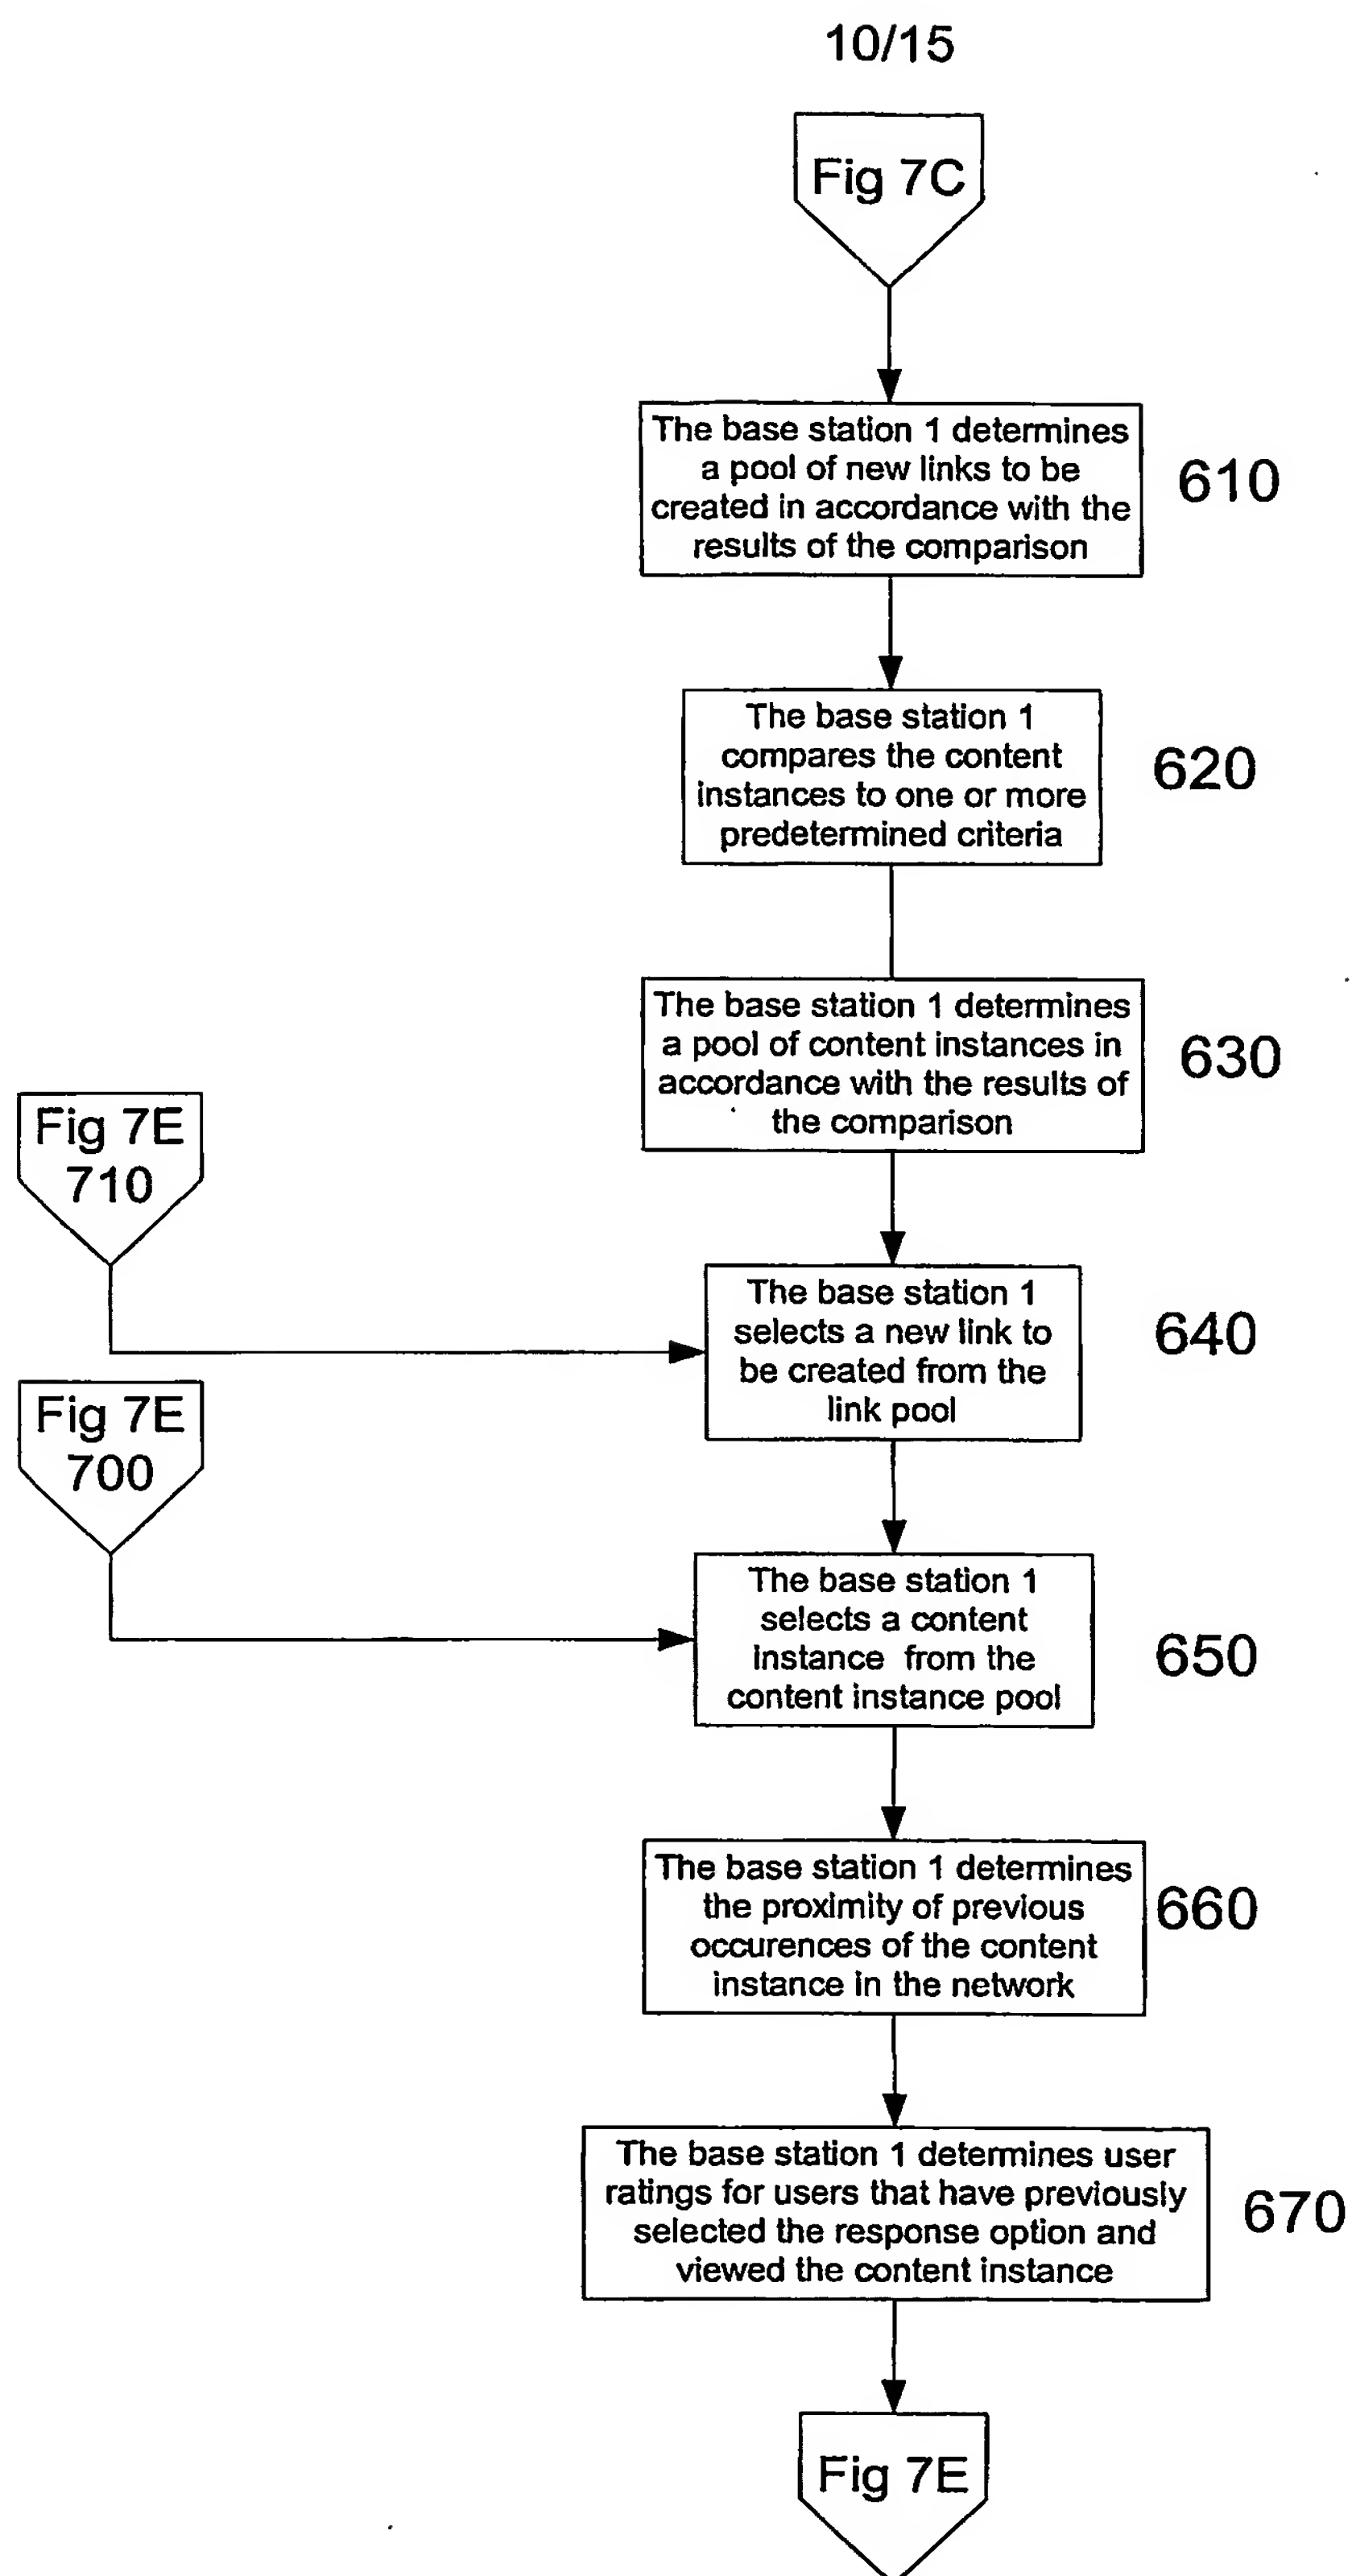 10/15
Fig 7C
The base station 1 determines
a pool of new links to be
created in accordance with the
results of the comparison
610
The base station 1
compares the content
instances to one or more
predetermined criteria
620
The base station 1 determines
a pool of content instances in
accordance with the results of
the comparison
630
Fig 7E
710
The base station 1
selects a new link to
be created from the
link pool
640
Fig 7E
700
The base station 1
selects a content
instance from the
content instance pool
650
The base station 1 determines
the proximity of previous
occurences of the content
instance in the network
660
The base station 1 determines user
ratings for users that have previously
selected the response option and
viewed the content instance
670
Fig 7E